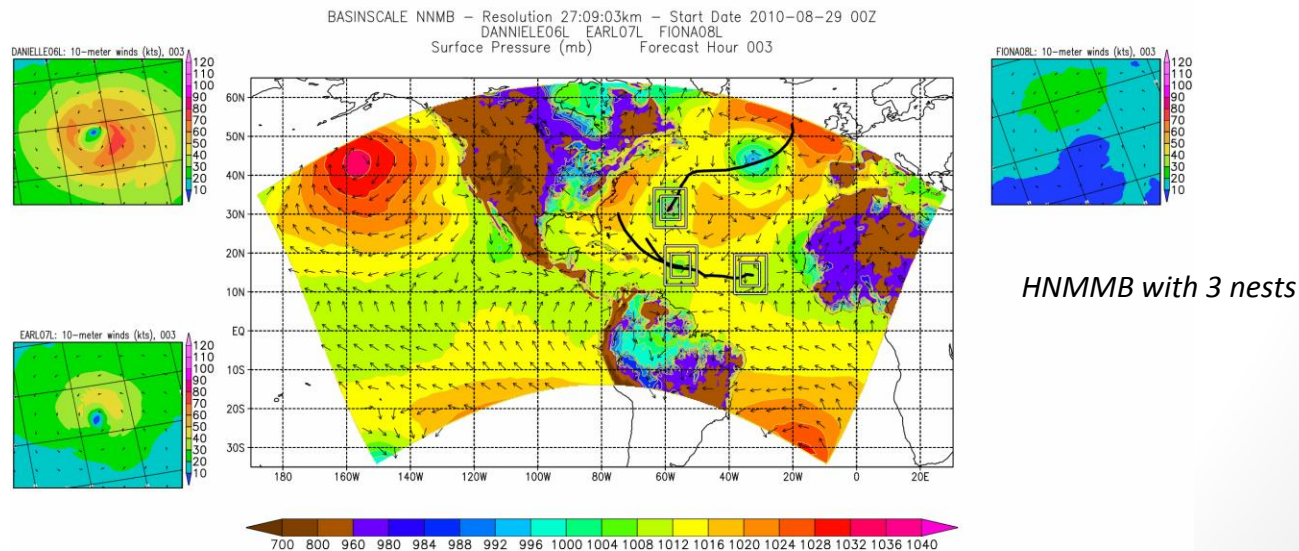 BASINSCALE NNMB - Resolution 27:09:03km - Start Date 2010-08-29 00Z
DANNIELE06L EARL07L FIONA08L
Surface Pressure (mb) Forecast Hour 003
DANIELLE06L: 10-meter winds (kts), 003
120
110
100
90
80
70
60
50
40
30
20
10
FIONA08L: 10-meter winds (kts), 003
120
110
100
90
80
70
60
50
40
30
20
10
60N
50N
40N
30N
20N
10N
EQ
10S
20S
30S
180 160W 140W 120W 100W 80W 60W 40W 20W 0 20E
HNMMB with 3 nests
EARL07L: 10-meter winds (kts), 003
120
110
100
90
80
70
60
50
40
30
20
10
700 800 960 980 984 988 992 996 1000 1004 1008 1012 1016 1020 1024 1028 1032 1036 1040